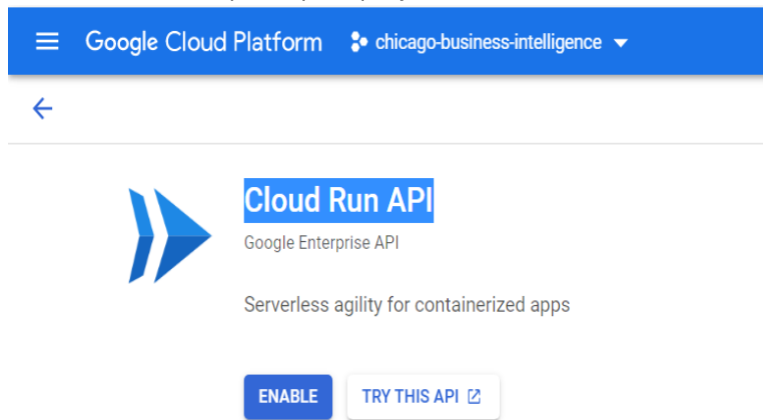 Google Cloud Platform chicago-business-intelligence
Cloud Run API
Google Enterprise API
Serverless agility for containerized apps
ENABLE TRY THIS API